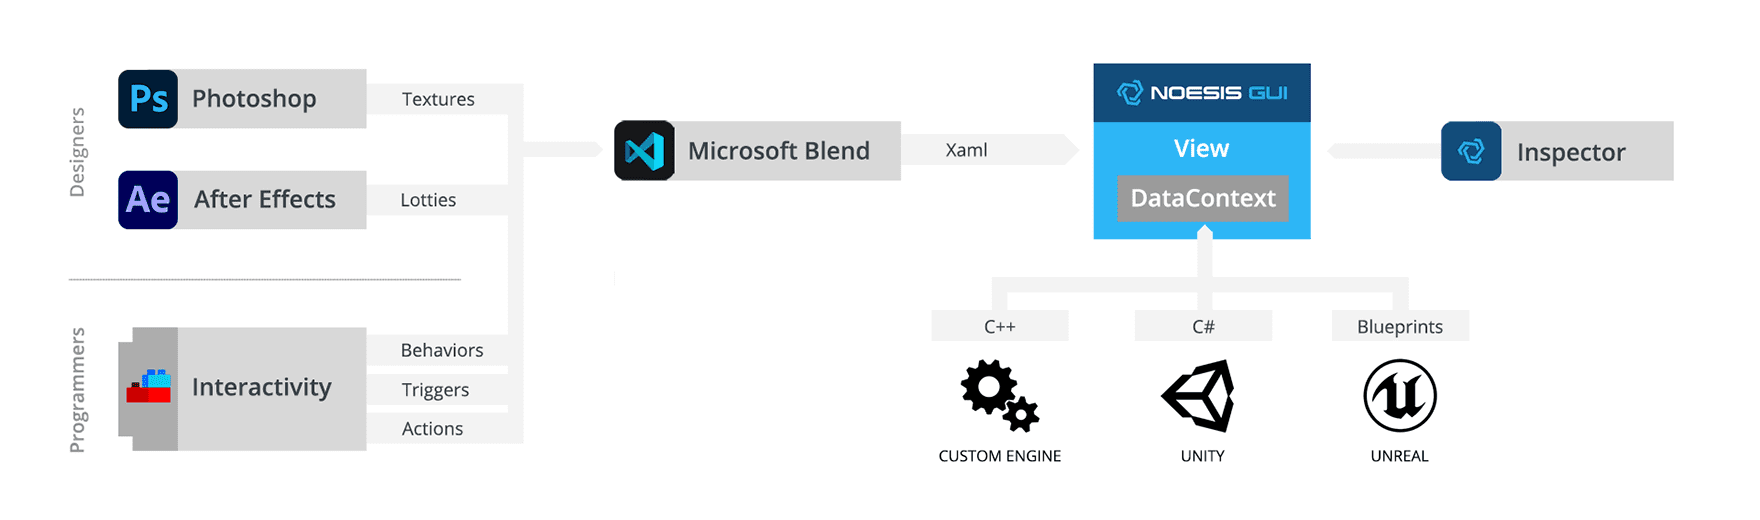 Designers
Ps
Photoshop
Textures
Ae
After Effects
Lotties
Programmers
Interactivity
Behaviors
Triggers
Actions
Microsoft Blend
Xaml
NOESIS GUI
View
DataContext
Inspector
C++
C#
Blueprints
CUSTOM ENGINE
UNITY
UNREAL